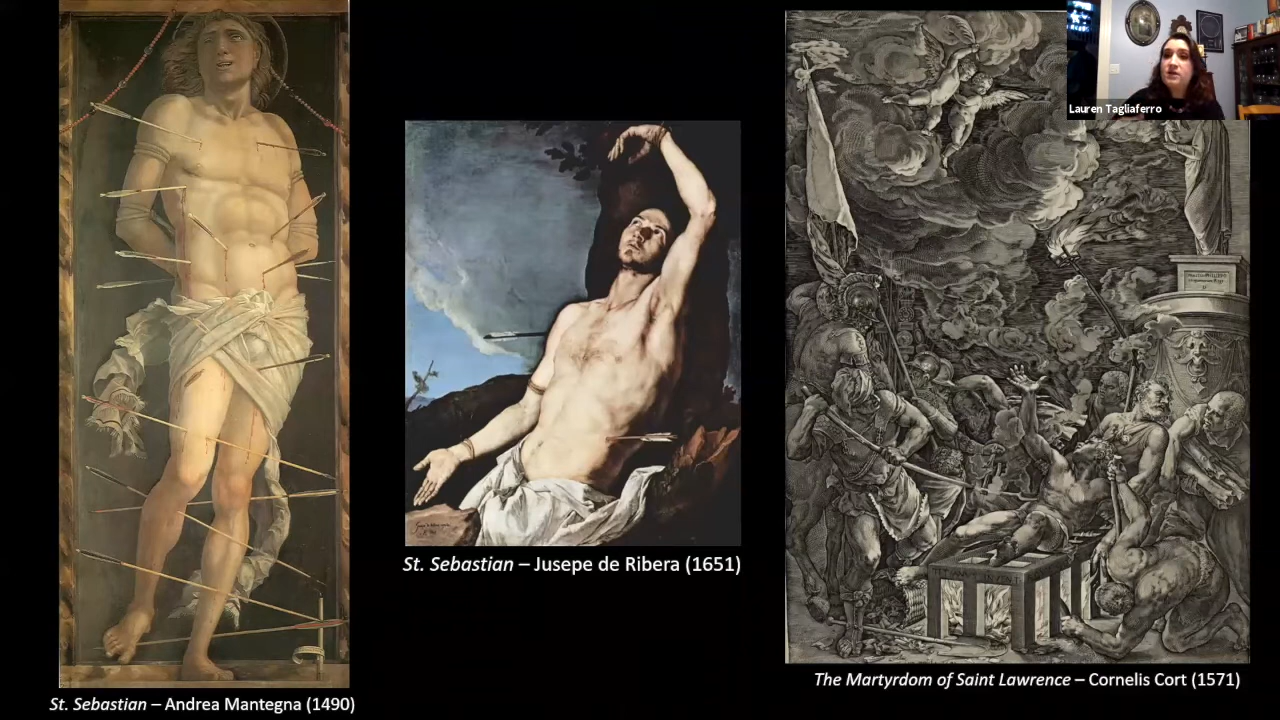 Lauren Tagliaferro
St. Sebastian – Andrea Mantegna (1490)
St. Sebastian – Jusepe de Ribera (1651)
The Martyrdom of Saint Lawrence – Cornelis Cort (1571)